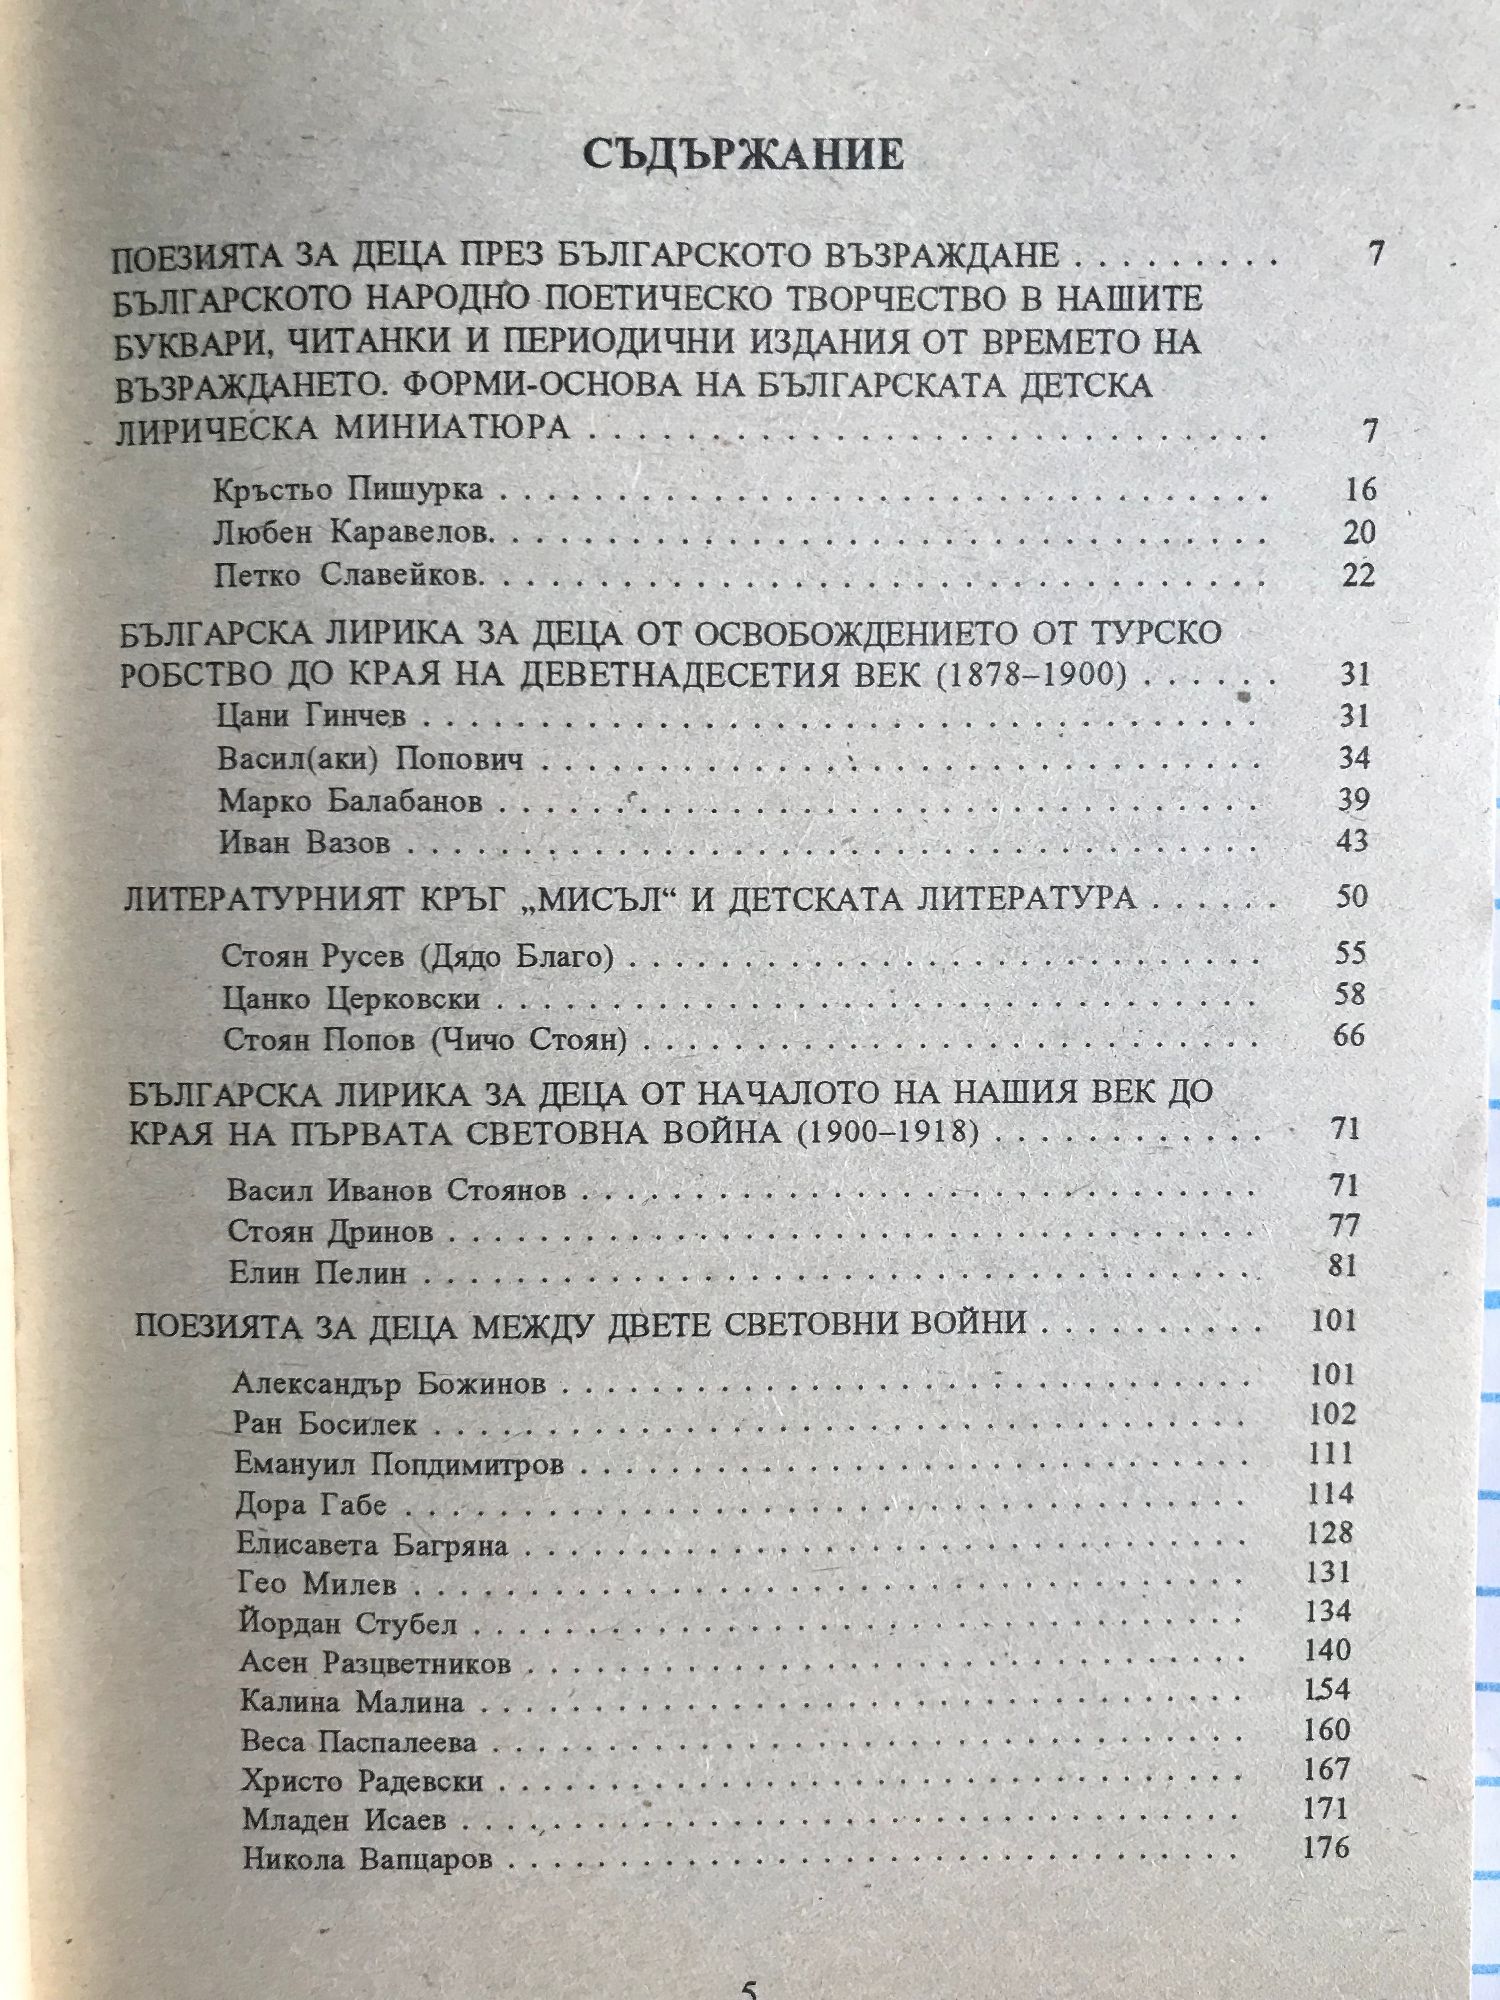 СЪДЪРЖАНИЕ
ПОЕЗИЯТА ЗА ДЕЦА ПРЕЗ БЪЛГАРСКОТО ВЪЗРАЖДАНЕ . . . . . . . . . 7
БЪЛГАРСКОТО НАРОДНО ПОЕТИЧЕСКО ТВОРЧЕСТВО В НАШИТЕ
БУКВАРИ, ЧИТАНКИ И ПЕРИОДИЧНИ ИЗДАНИЯ ОТ ВРЕМЕТО НА
ВЪЗРАЖДАНЕТО. ФОРМИ-ОСНОВА НА БЪЛГАРСКАТА ДЕТСКА
ЛИРИЧЕСКА МИНИАТЮРА . . . . . . . . . 7
Кръстьо Пишурка . . . . . . . . . 16
Любен Каравелов. . . . . . . . . . 20
Петко Славейков. . . . . . . . . . 22
БЪЛГАРСКА ЛИРИКА ЗА ДЕЦА ОТ ОСВОБОЖДЕНИЕТО ОТ ТУРСКО
РОБСТВО ДО КРАЯ НА ДЕВЕТНАДЕСЕТИЯ ВЕК (1878–1900) . . . . . . 31
Цани Гинчев . . . . . . . . . 31
Васил(аки) Попович . . . . . . . . . 34
Марко Балабанов . . . . . . . . . 39
Иван Вазов . . . . . . . . . 43
ЛИТЕРАТУРНИЯТ КРЪГ „МИСЪЛ“ И ДЕТСКАТА ЛИТЕРАТУРА . . . . . . 50
Стоян Русев (Дядо Благо) . . . . . . . . . 55
Цанко Церковски . . . . . . . . . 58
Стоян Попов (Чичо Стоян) . . . . . . . . . 66
БЪЛГАРСКА ЛИРИКА ЗА ДЕЦА ОТ НАЧАЛОТО НА НАШИЯ ВЕК ДО
КРАЯ НА ПЪРВАТА СВЕТОВНА ВОЙНА (1900–1918) . . . . . . . . . 71
Васил Иванов Стоянов . . . . . . . . . 71
Стоян Дринов . . . . . . . . . 77
Елин Пелин . . . . . . . . . 81
ПОЕЗИЯТА ЗА ДЕЦА МЕЖДУ ДВЕТЕ СВЕТОВНИ ВОЙНИ . . . . . . . . . 101
Александър Божинов . . . . . . . . . 101
Ран Босилек . . . . . . . . . 102
Емануил Попдимитров . . . . . . . . . 111
Дора Габе . . . . . . . . . 114
Елисавета Багряна . . . . . . . . . 128
Гео Милев . . . . . . . . . 131
Йордан Стубел . . . . . . . . . 134
Асен Разцветников . . . . . . . . . 140
Калина Малина . . . . . . . . . 154
Веса Паспалеева . . . . . . . . . 160
Христо Радевски . . . . . . . . . 167
Младен Исаев . . . . . . . . . 171
Никола Вапцаров . . . . . . . . . 176
5